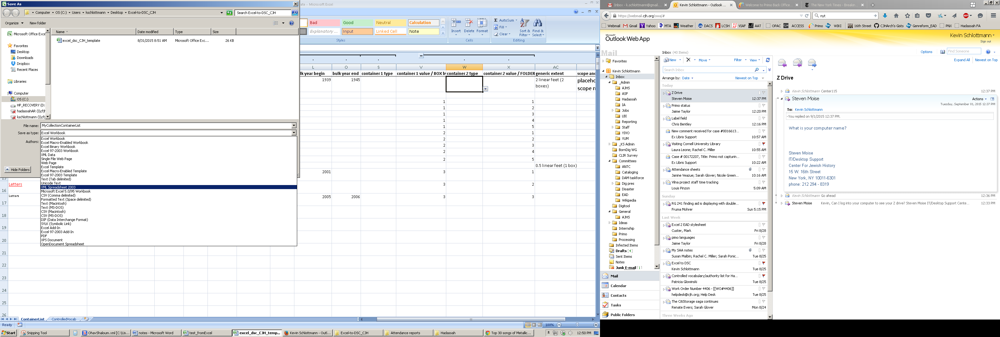 Save As
Computer ▸ OS (C:) ▸ Users ▸ kschlottmann ▸ Desktop ▸ Excel-to-DSC_CJH
Search Excel-to-DSC_CJH
Organize
New folder
Microsoft Office Exce
Favorites
Desktop
Downloads
Dropbox
Recent Places
Libraries
Computer
OS (C:)
HP_RECOVERY (D:
hadassahAR (\\cfjh
kschlottmann (\\cfj
Name Date modified Type Size
excel_dsc_CJH_template 8/31/2015 8:51 AM Microsoft Office Exc... 26 KB
File name: MyCollectionContainerList
Save as type: Excel Workbook
Authors:
Excel Workbook
Excel Macro-Enabled Workbook
Excel Binary Workbook
Excel 97-2003 Workbook
XML Data
Single File Web Page
Web Page
Excel Template
Excel Macro-Enabled Template
Excel 97-2003 Template
Text (Tab delimited)
Unicode Text
XML Spreadsheet 2003
Microsoft Excel 5.0/95 Workbook
CSV (Comma delimited)
Formatted Text (Space delimited)
Text (Macintosh)
Text (MS-DOS)
CSV (Macintosh)
CSV (MS-DOS)
DIF (Data Interchange Format)
SYLK (Symbolic Link)
Excel Add-In
Excel 97-2003 Add-In
PDF
XPS Document
OpenDocument Spreadsheet
Hide Folders
ate - Microsoft Excel
Bad Good Neutral Calculation
Explanatory ... Input Linked Cell Note
Styles
Insert Delete Format
Cells
AutoSum
Fill
Clear
Sort & Filter
Find & Select
Editing
L O S V W X AC
lk year begin bulk year end container 1 type container 1 value / BOX b container 2 type container 2 value / FOLDER generic extent scope anc
1939 1945 2 linear feet (2 boxes) placehc
scope n
1 1
1 2
1 3
1 4
1 5
2 1
2 2
2 3
2 4
2 5
0.5 linear feet (1 box)
2001 3 1
16 Letters 3 2
17 Letters 2005 2006 3 3
18
19
20
21
22
23
24
25
26
ContainerList ControlledVocab
Ready
100%
Start
Snipping Tool
OhavShaloum.xml [C:\Us...
notes - Microsoft Word
test_fromExcel
excel_dsc_CJH_temp...
Kevin Schlottmann - Outl...
Excel-to-DSC_CJH
Attendance reports
Hadassah
Top 30 songs of Metallic...
12:50 PM
Inbox - k.schlottmann@gmail....
Kevin Schlottmann - Outlook ...
Welcome to Primo Back Office...
The New York Times - Breakin...
https://webmail.cjh.org/owa/#
nyt
Webmail Gmail Yahoo MTA Weather DACS LCSH VIAF AAT OPAC ACCESS Primo WIKI 16th Street CJHArch's Gists Genreform_EAD PNX Hadassah FA
Microsoft
Outlook Web App
Kevin Schlottmann
Sign out
Mail
Inbox (40 Items)
Options
Find Someone
Favorites
Kevin Schlottmann
Inbox
_Admin
AJHS
ASF
Hadassah
IA
Jobs
LBI
Reporting
Staff
YIVO
YUM
_KS Admin
BornDig WG
CLIR Survey
Committees
ANTC
Cataloging
DAM taskforce
Dig pres
Disaster
EAD
Wikipedia
Digitool
General
AJHS
Ideas
Internship
Primo
Processing
Infected Items
Drafts [4]
Sent Items
Notes
Junk E-mail [1]
Mail
Calendar
Contacts
Tasks
Public Folders
New Move Filter View
Search Inbox
Arrange by: Date Newest on Top
Today
Z Drive
Steven Moise 12:37 PM
Primo status
Jaime Taylor 12:20 PM
Label field
Chris Bentley 12:16 PM
New comment received for case #0016613...
Ex Libris Support 10:57 AM
Visiting Cornell University Library
Laura Leone; Rachel C. Miller 10:55 AM
Case # 00172207, Title: Primo not capturin...
Ex Libris Support 10:22 AM
Attendance sheets
Janine Veazue; Sarah Glover; Nicole Green... 10:16 AM
Vilna project staff time tracking
Louis Pinzon 5:09 AM
Sunday
RG 241 finding aid is displaying with double...
Fruma Mohrer Sun 5:15 PM
Last Week
Excel 2 EAD stylesheet
Custer, Mark Fri 8/28
pimo languages
Jaime Taylor Fri 8/28
My SAA notes
Susan Malbin; Rachel C. Miller; Sarah Ponic... Tue 8/25
Excel to DSC
Kevin Schlottmann Tue 8/25
Controlled vocabulary/authority list for Ha...
Patricia Glowinski Tue 8/25
Work Order Number 4406 - [[WO#4406]]
helpdesk@cjh.org; Help Desk Tue 8/25
The CitiStorage saga continues
Renate Evers; Sarah Glover Mon 8/24
Three Weeks Ago
Expand All Newest on Top
Z Drive
Kevin Schlottmann Center115 12:37 PM
Steven Moise Actions
Tuesday, September 01, 2015 12:37 PM
To: Kevin Schlottmann
-You replied on 9/1/2015 12:37 PM.
What is your computer name?
Steven Moise
IT/Desktop Support
Center For Jewish History
15 W. 16th Street
New York, NY 10011-6301
phone: 212 294 - 8319
Kevin Schlottmann Go ahead 12:36 PM
Steven Moise Kevin, Can I log into your computer to see your Z drive? Steven Moise IT/Desktop Support Cente... 12:33 PM